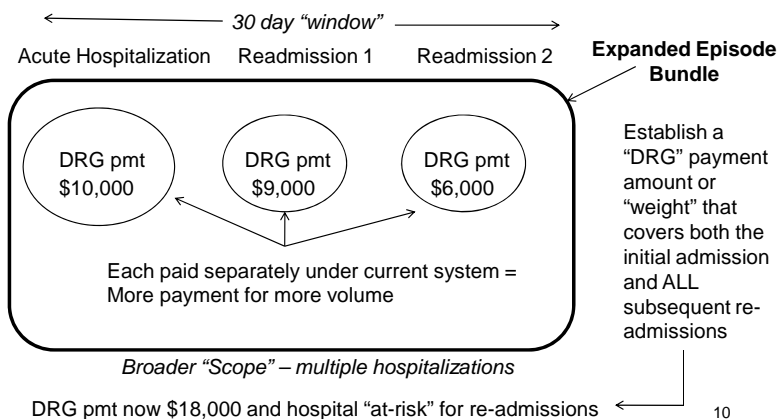 30 day “window”
Acute Hospitalization
Readmission 1
Readmission 2
Expanded Episode
Bundle
DRG pmt
$10,000
DRG pmt
$9,000
DRG pmt
$6,000
Each paid separately under current system =
More payment for more volume
Establish a
“DRG” payment
amount or
“weight” that
covers both the
initial admission
and ALL
subsequent re-
admissions
Broader “Scope” – multiple hospitalizations
DRG pmt now $18,000 and hospital “at-risk” for re-admissions
10